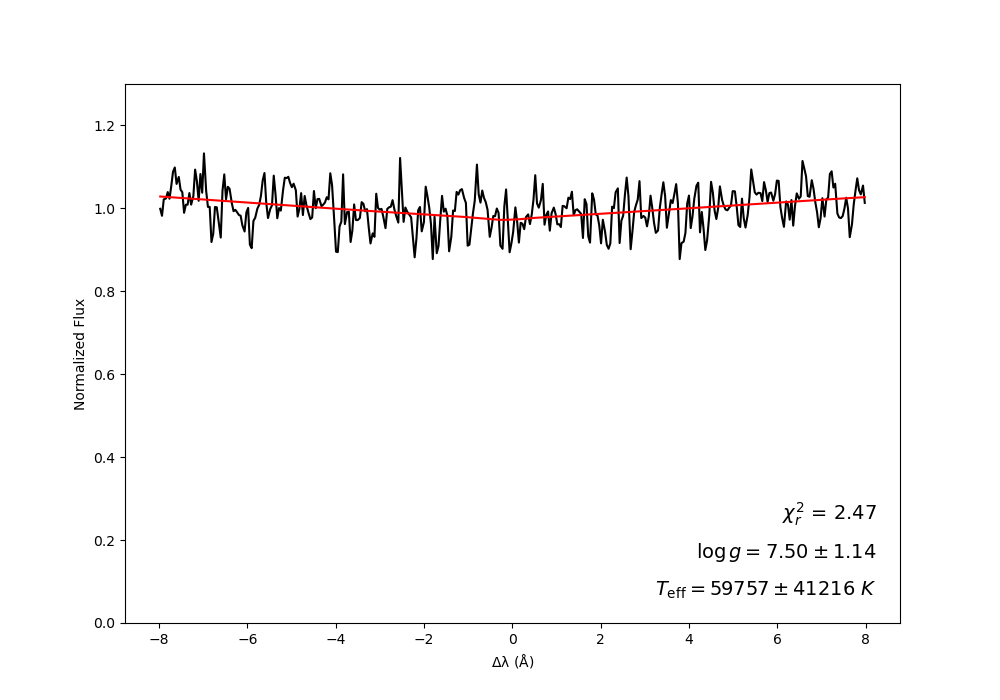 1.2
1.0
0.8
0.6
0.4
0.2
0.0
Normalized Flux
χ²ᵣ = 2.47
log g = 7.50 ± 1.14
T_eff = 59757 ± 41216 K
−8 −6 −4 −2 0 2 4 6 8
Δλ (Å)